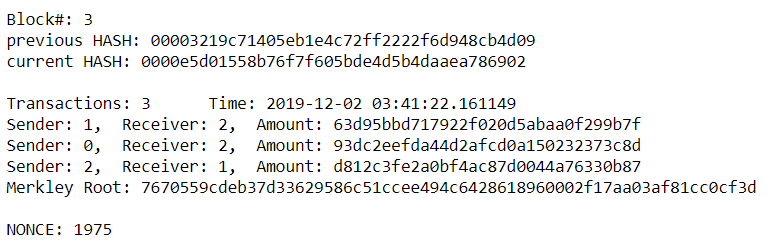 Block#: 3
previous HASH: 00003219c71405eb1e4c72ff2222f6d948cb4d09
current HASH: 0000e5d01558b76f7f605bde4d5b4daaea786902
Transactions: 3 Time: 2019-12-02 03:41:22.161149
Sender: 1, Receiver: 2, Amount: 63d95bbd717922f020d5abaa0f299b7f
Sender: 0, Receiver: 2, Amount: 93dc2eefda44d2afcd0a150232373c8d
Sender: 2, Receiver: 1, Amount: d812c3fe2a0bf4ac87d0044a76330b87
Merkley Root: 7670559cdeb37d33629586c51ccee494c6428618960002f17aa03af81cc0cf3d
NONCE: 1975